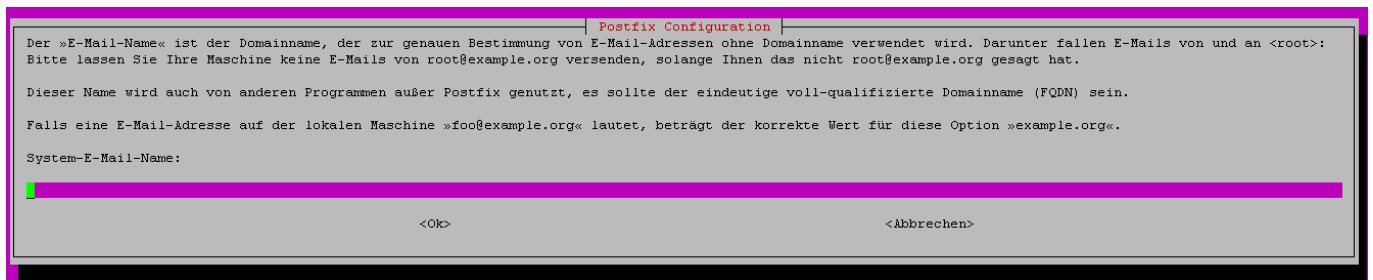 Postfix Configuration
Der »E-Mail-Name« ist der Domainname, der zur genauen Bestimmung von E-Mail-Adressen ohne Domainname verwendet wird. Darunter fallen E-Mails von und an <root>:
Bitte lassen Sie Ihre Maschine keine E-Mails von root@example.org versenden, solange Ihnen das nicht root@example.org gesagt hat.
Dieser Name wird auch von anderen Programmen außer Postfix genutzt, es sollte der eindeutige voll-qualifizierte Domainname (FQDN) sein.
Falls eine E-Mail-Adresse auf der lokalen Maschine »foo@example.org« lautet, beträgt der korrekte Wert für diese Option »example.org«.
System-E-Mail-Name:
<Ok> <Abbrechen>